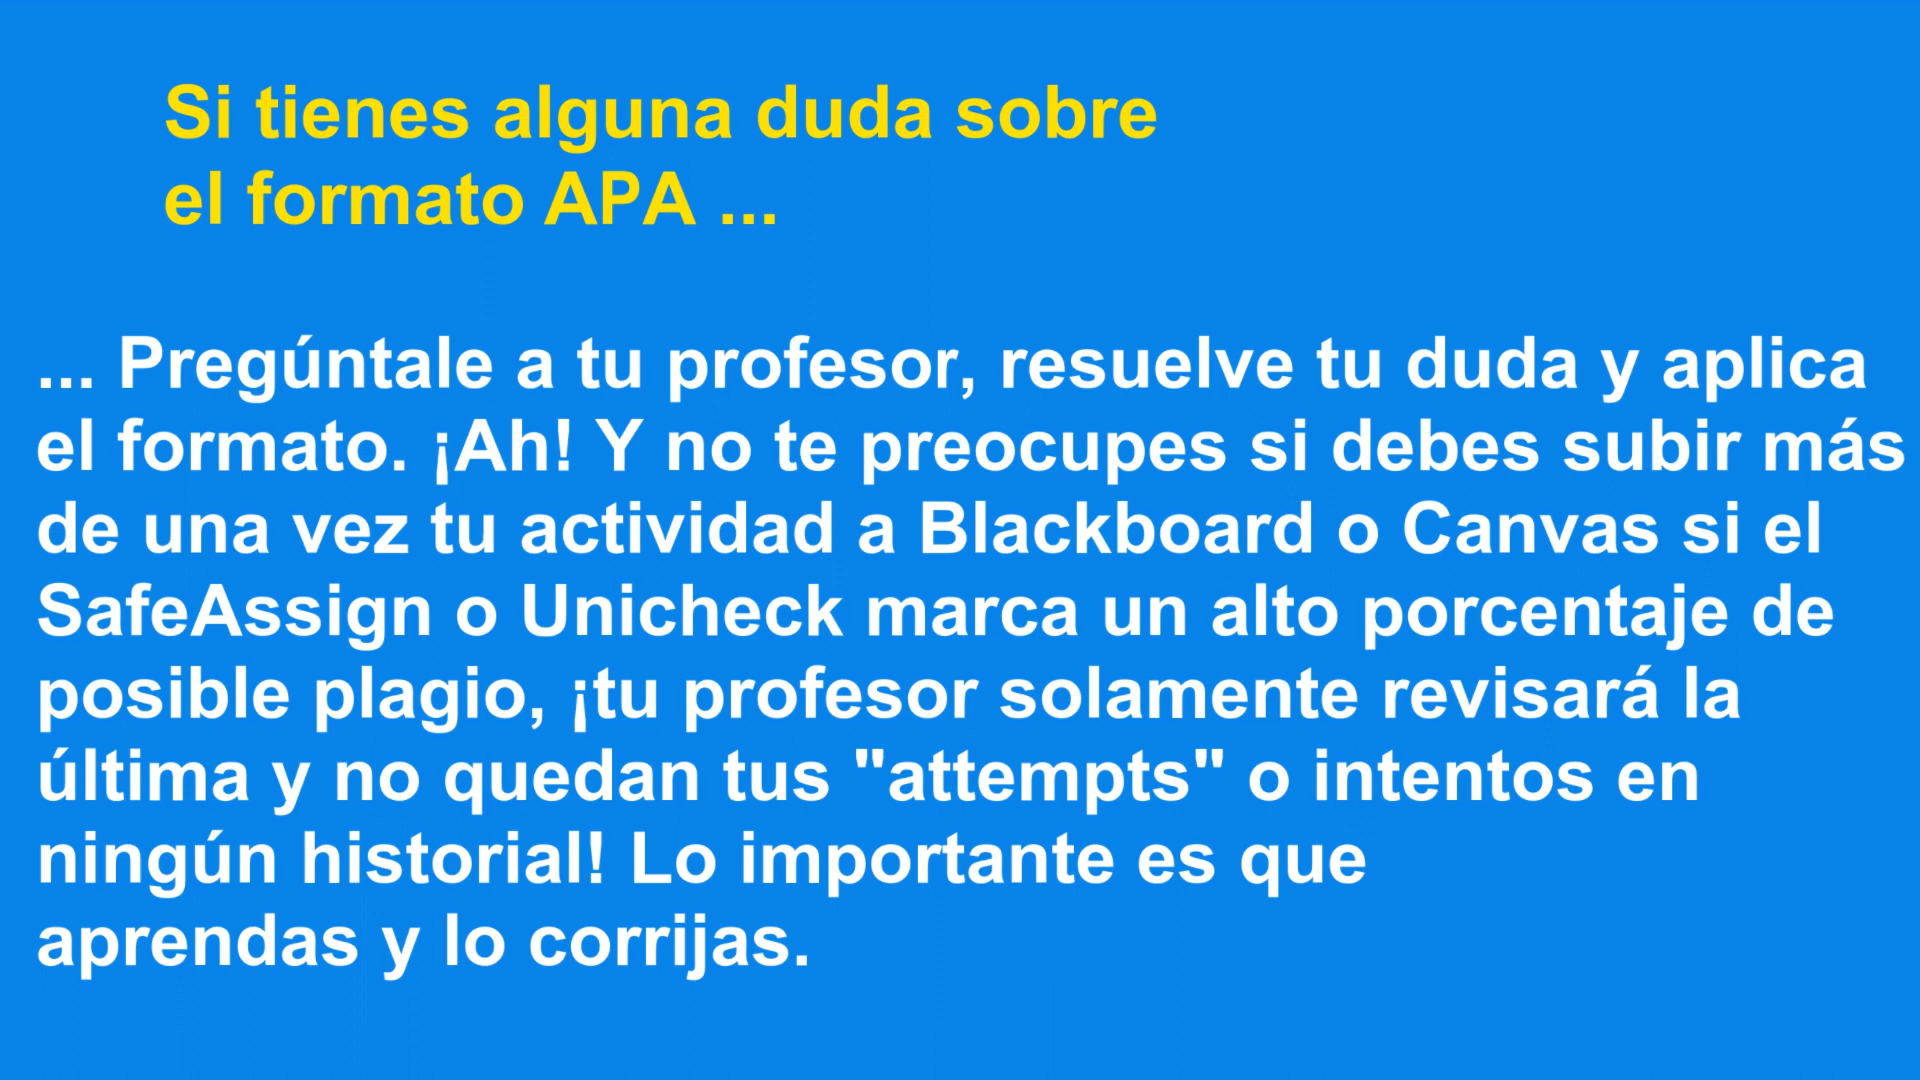 Si tienes alguna duda sobre
el formato APA ...
... Pregúntale a tu profesor, resuelve tu duda y aplica
el formato. ¡Ah! Y no te preocupes si debes subir más
de una vez tu actividad a Blackboard o Canvas si el
SafeAssign o Unicheck marca un alto porcentaje de
posible plagio, ¡tu profesor solamente revisará la
última y no quedan tus "attempts" o intentos en
ningún historial! Lo importante es que
aprendas y lo corrijas.